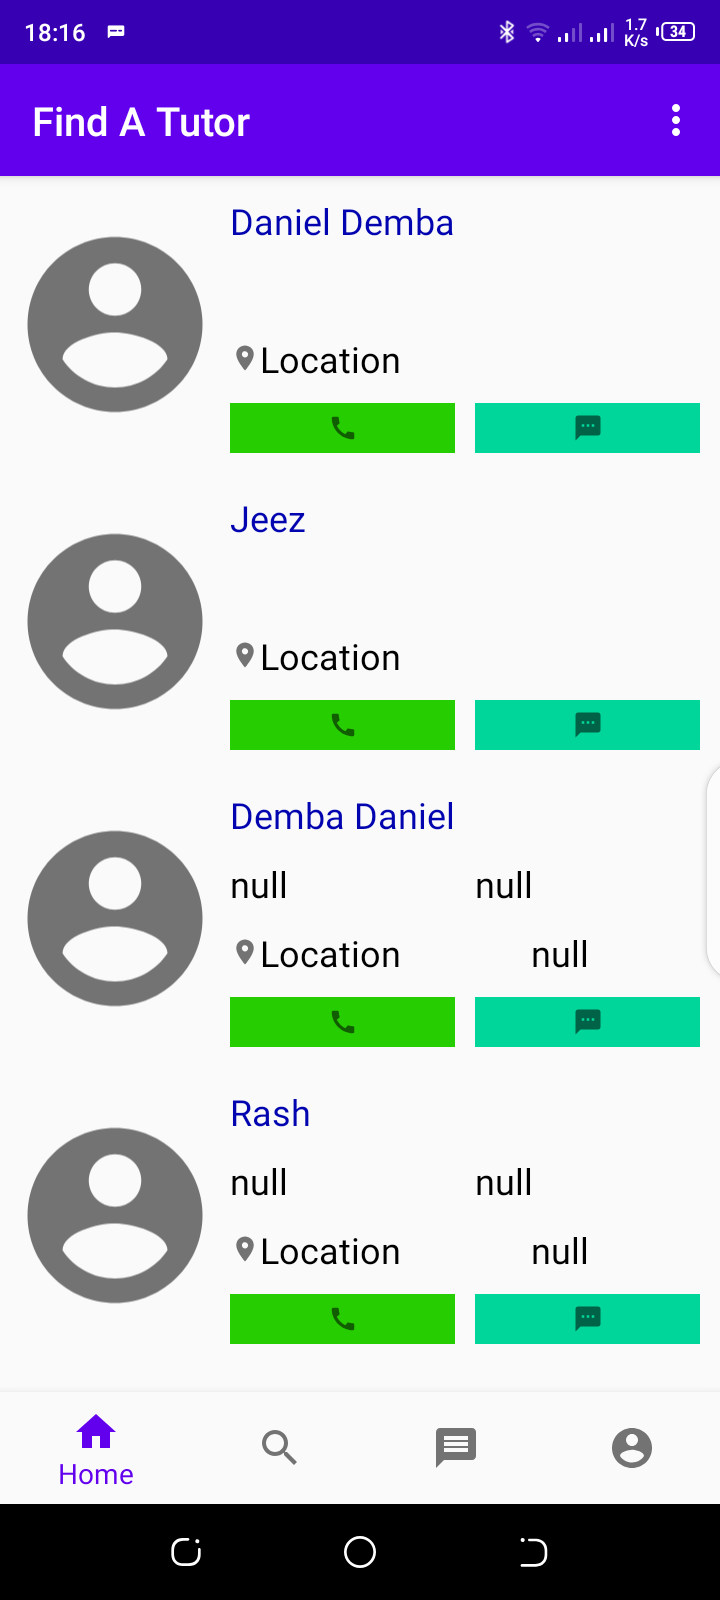 18:16 1.7 K/s 34
Find A Tutor
Daniel Demba
Location
Jeez
Location
Demba Daniel
null null
Location null
Rash
null null
Location null
Home